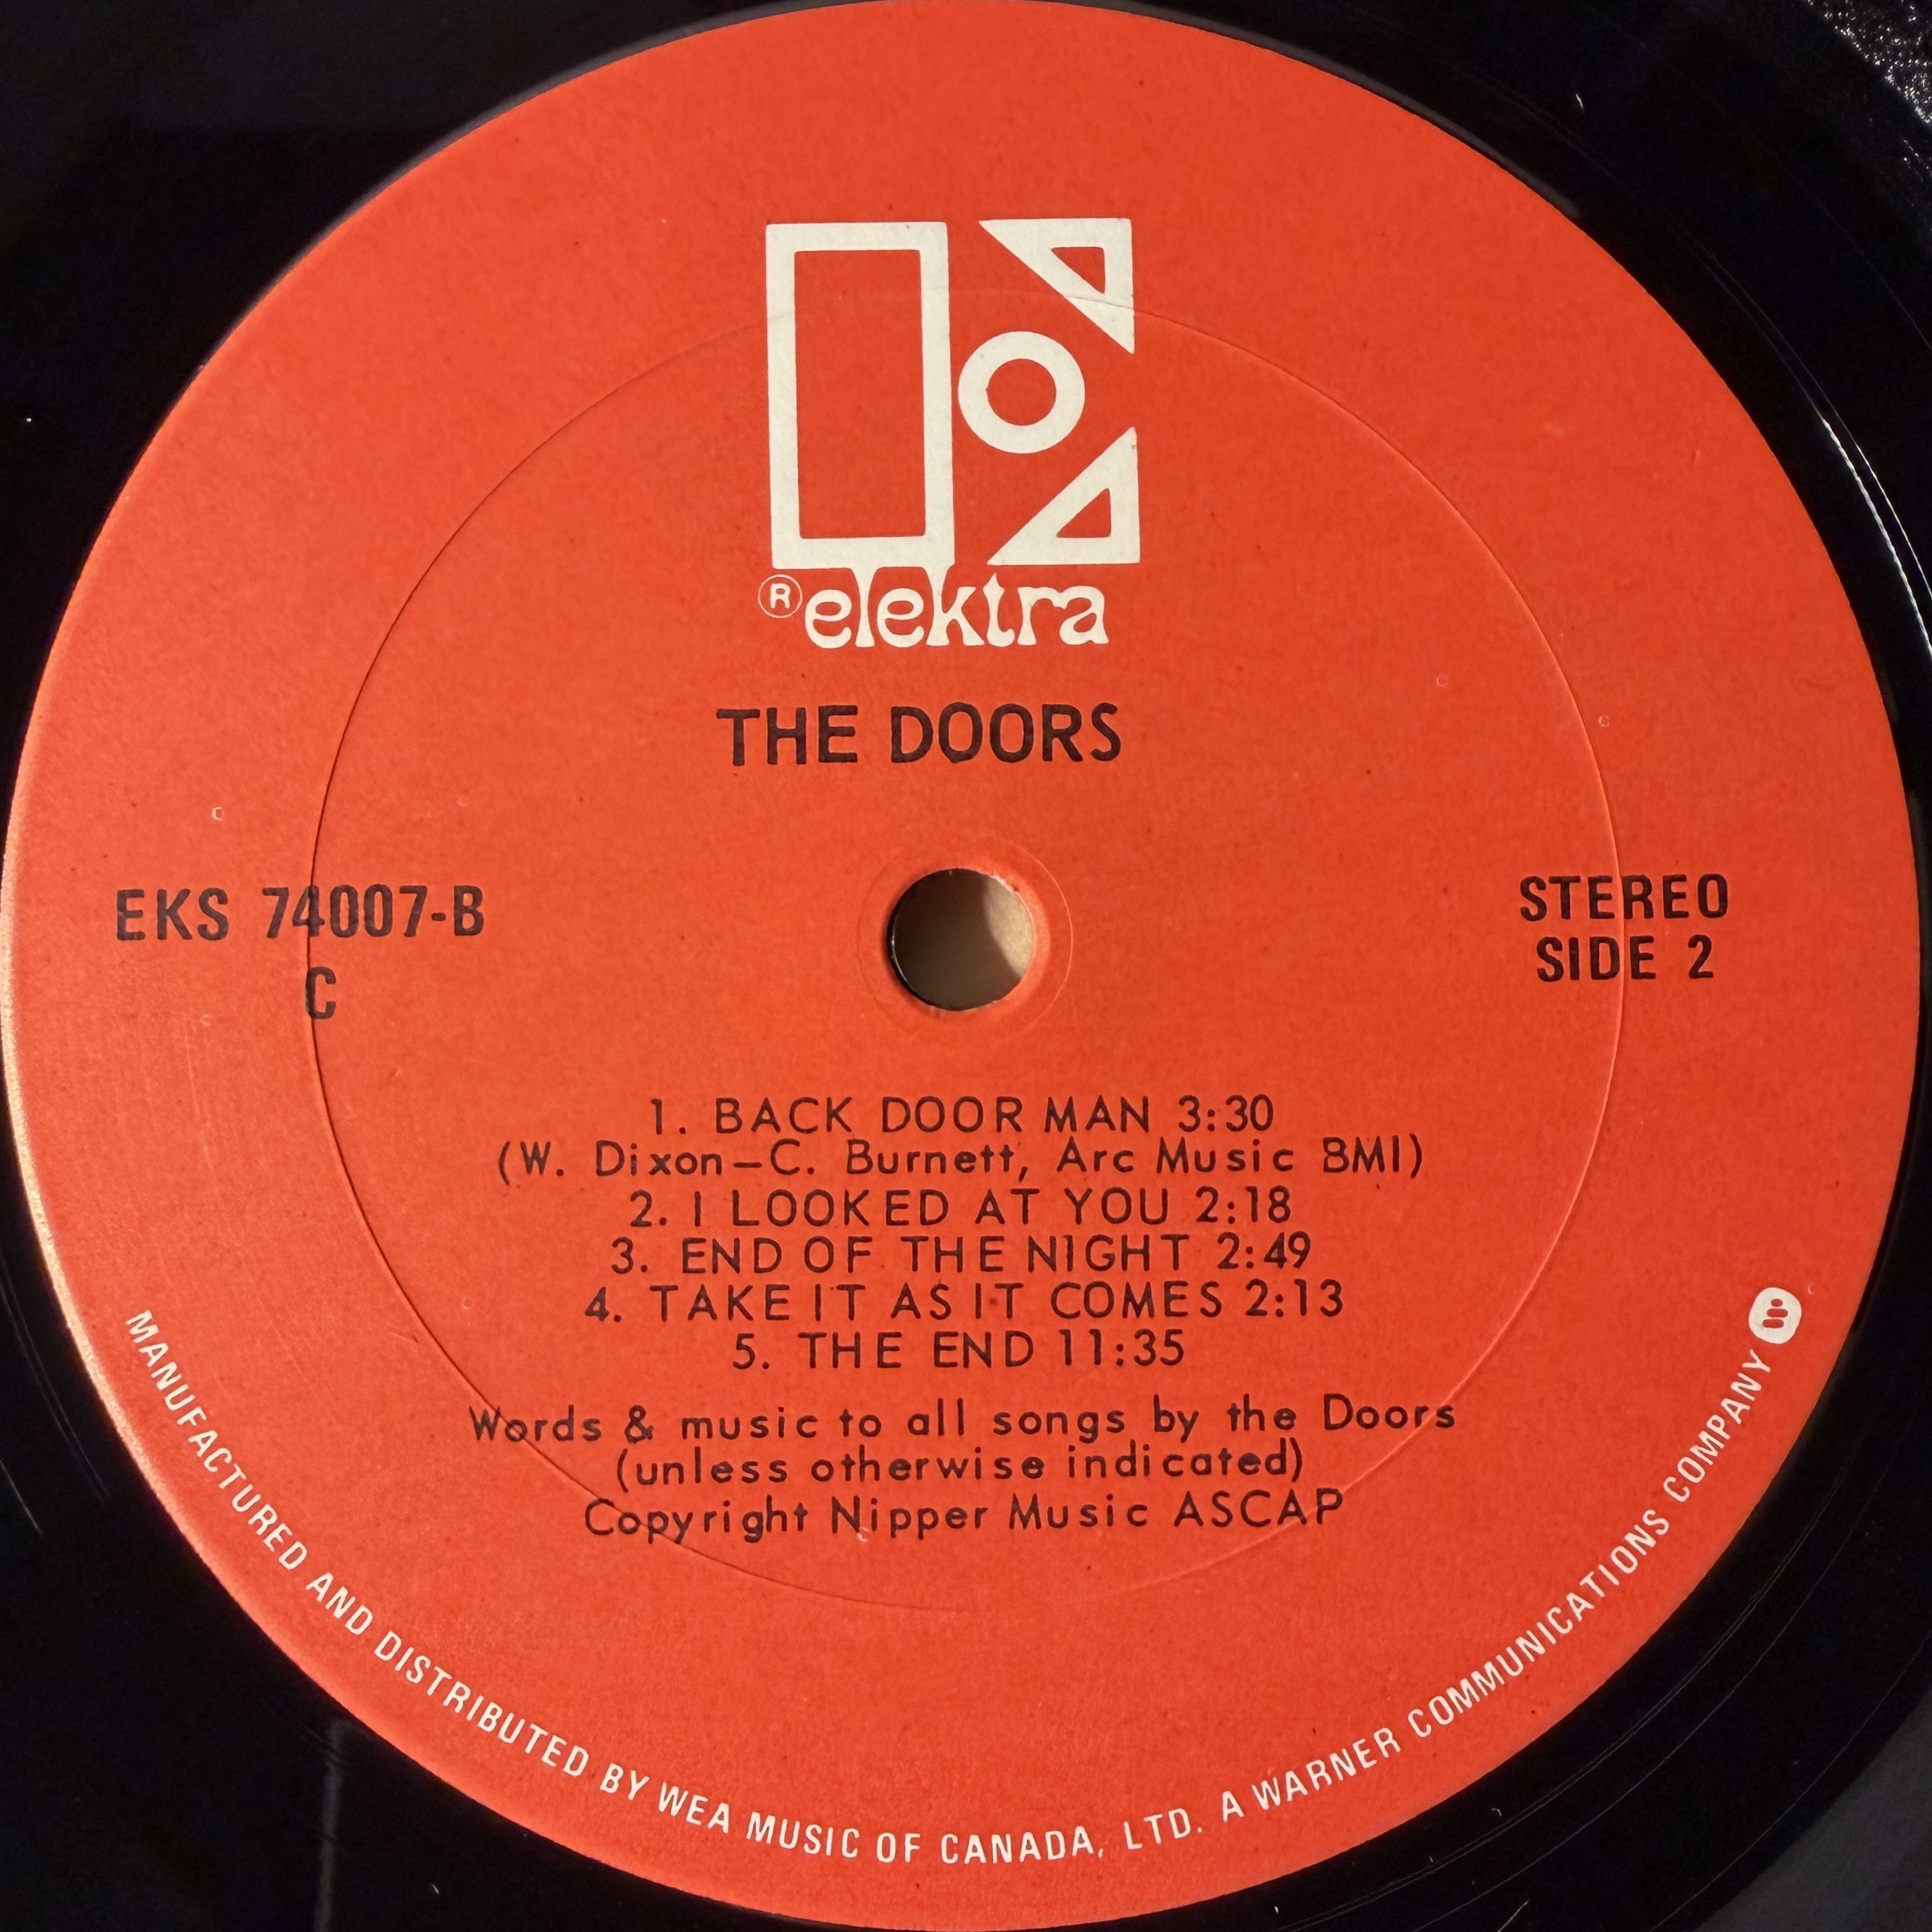 ® elektra
THE DOORS
EKS 74007-B
C
STEREO
SIDE 2
1. BACK DOOR MAN 3:30
(W. Dixon–C. Burnett, Arc Music BMI)
2. I LOOKED AT YOU 2:18
3. END OF THE NIGHT 2:49
4. TAKE IT AS IT COMES 2:13
5. THE END 11:35
Words & music to all songs by the Doors
(unless otherwise indicated)
Copyright Nipper Music ASCAP
MANUFACTURED AND DISTRIBUTED BY WEA MUSIC OF CANADA, LTD. A WARNER COMMUNICATIONS COMPANY